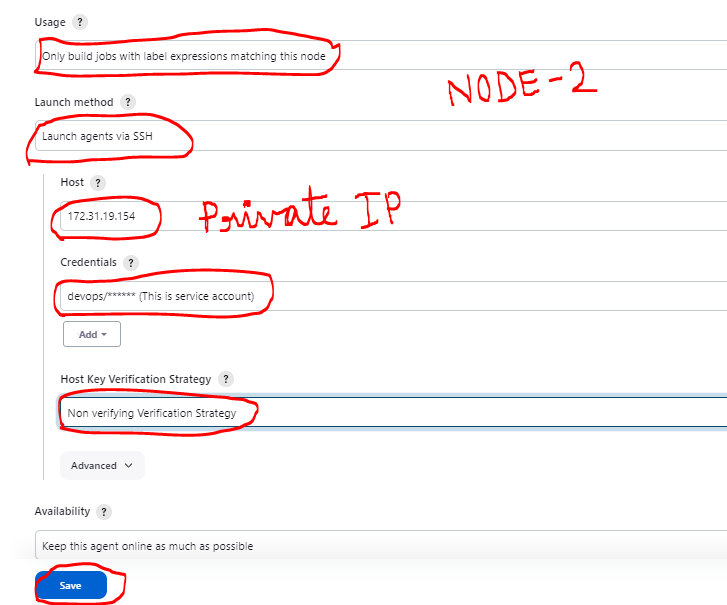 Usage ?
Only build jobs with label expressions matching this node
NODE-2
Launch method ?
Launch agents via SSH
Host ?
172.31.19.154
Private IP
Credentials ?
devops/****** (This is service account)
Add
Host Key Verification Strategy ?
Non verifying Verification Strategy
Advanced
Availability ?
Keep this agent online as much as possible
Save